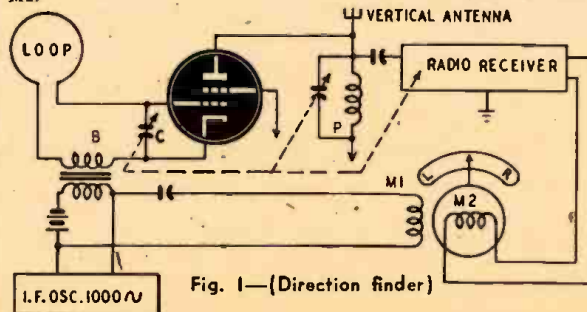 VERTICAL ANTENNA
LOOP
RADIO RECEIVER
B
C
P
M1
L
R
M2
I.F. OSC. 1000 ∿
Fig. 1—(Direction finder)